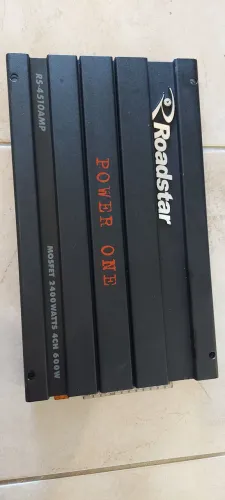 Roadstar
POWER ONE
RS-4510AMP
MOSFET 2400WATTS 4CH 600W